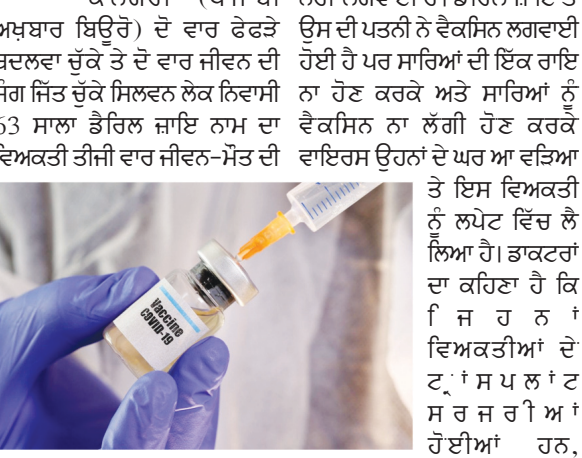 ਅਖ਼ਬਾਰ ਬਿਊਰੋ) ਦੋ ਵਾਰ ਫੇਫੜੇ
ਬਦਲਵਾ ਚੁੱਕੇ ਤੇ ਦੋ ਵਾਰ ਜੀਵਨ ਦੀ
ਜੰਗ ਜਿੱਤ ਚੁੱਕੇ ਸਿਲਵਨ ਲੇਕ ਨਿਵਾਸੀ
63 ਸਾਲਾ ਡੈਰਿਲ ਜ਼ਾਇ ਨਾਮ ਦਾ
ਵਿਅਕਤੀ ਤੀਜੀ ਵਾਰ ਜੀਵਨ-ਮੌਤ ਦੀ
ਉਸ ਦੀ ਪਤਨੀ ਨੇ ਵੈਕਸਿਨ ਲਗਵਾਈ
ਹੋਈ ਹੈ ਪਰ ਸਾਰਿਆਂ ਦੀ ਇੱਕ ਰਾਇ
ਨਾ ਹੋਣ ਕਰਕੇ ਅਤੇ ਸਾਰਿਆਂ ਨੂੰ
ਵੈਕਸਿਨ ਨਾ ਲੱਗੀ ਹੋਣ ਕਰਕੇ
ਵਾਇਰਸ ਉਹਨਾਂ ਦੇ ਘਰ ਆ ਵੜਿਆ
ਤੇ ਇਸ ਵਿਅਕਤੀ
ਨੂੰ ਲਪੇਟ ਵਿੱਚ ਲੈ
ਲਿਆ ਹੈ। ਡਾਕਟਰਾਂ
ਦਾ ਕਹਿਣਾ ਹੈ ਕਿ
ਜਿਹਨਾਂ
ਵਿਅਕਤੀਆਂ ਦੇ
ਟ੍ਰਾਂਸਪਲਾਂਟ
ਸਰਜਰੀਆਂ
ਹੋਈਆਂ ਹਨ,
Vaccine
COVID-19